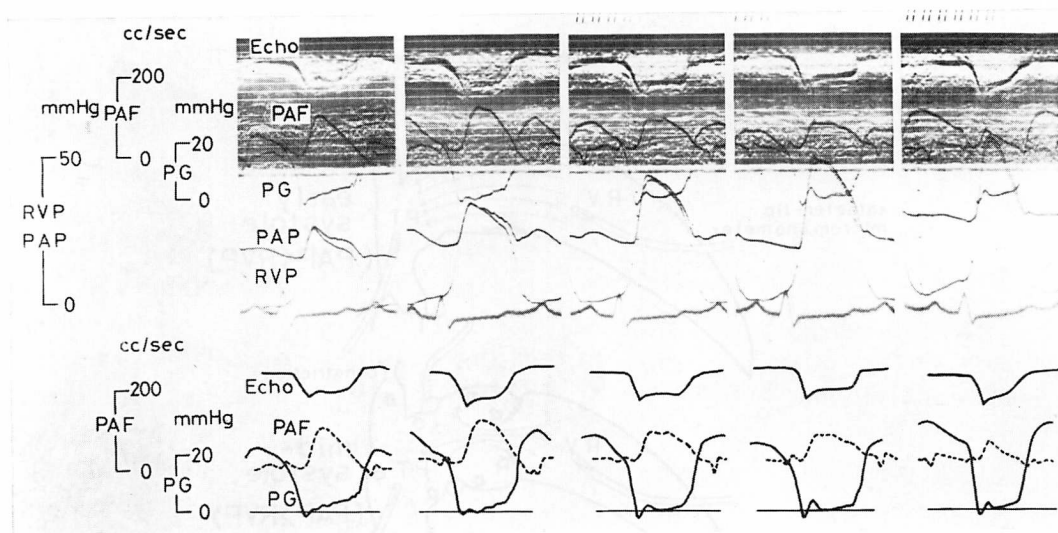 cc/sec
Echo
200
mmHg PAF mmHg PAF
50 0 20
PG PG
0
RVP
PAP PAP
RVP
0
cc/sec
Echo
200
PAF mmHg PAF
0 20
PG PG
0